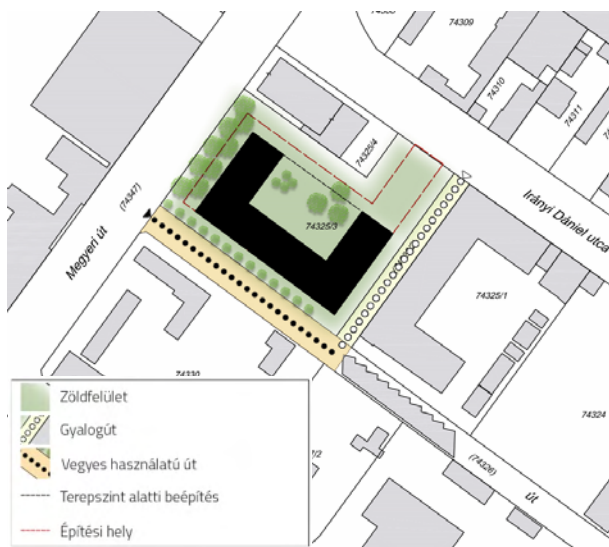 74309
74310
74311
74325/4
Irányi Dániel utca
(74347)
Megyeri út
74325/3
74325/1
74330
74324
(74326)
út
Zöldfelület
Gyalogút
Vegyes használatú út
Terepszint alatti beépítés
Építési hely